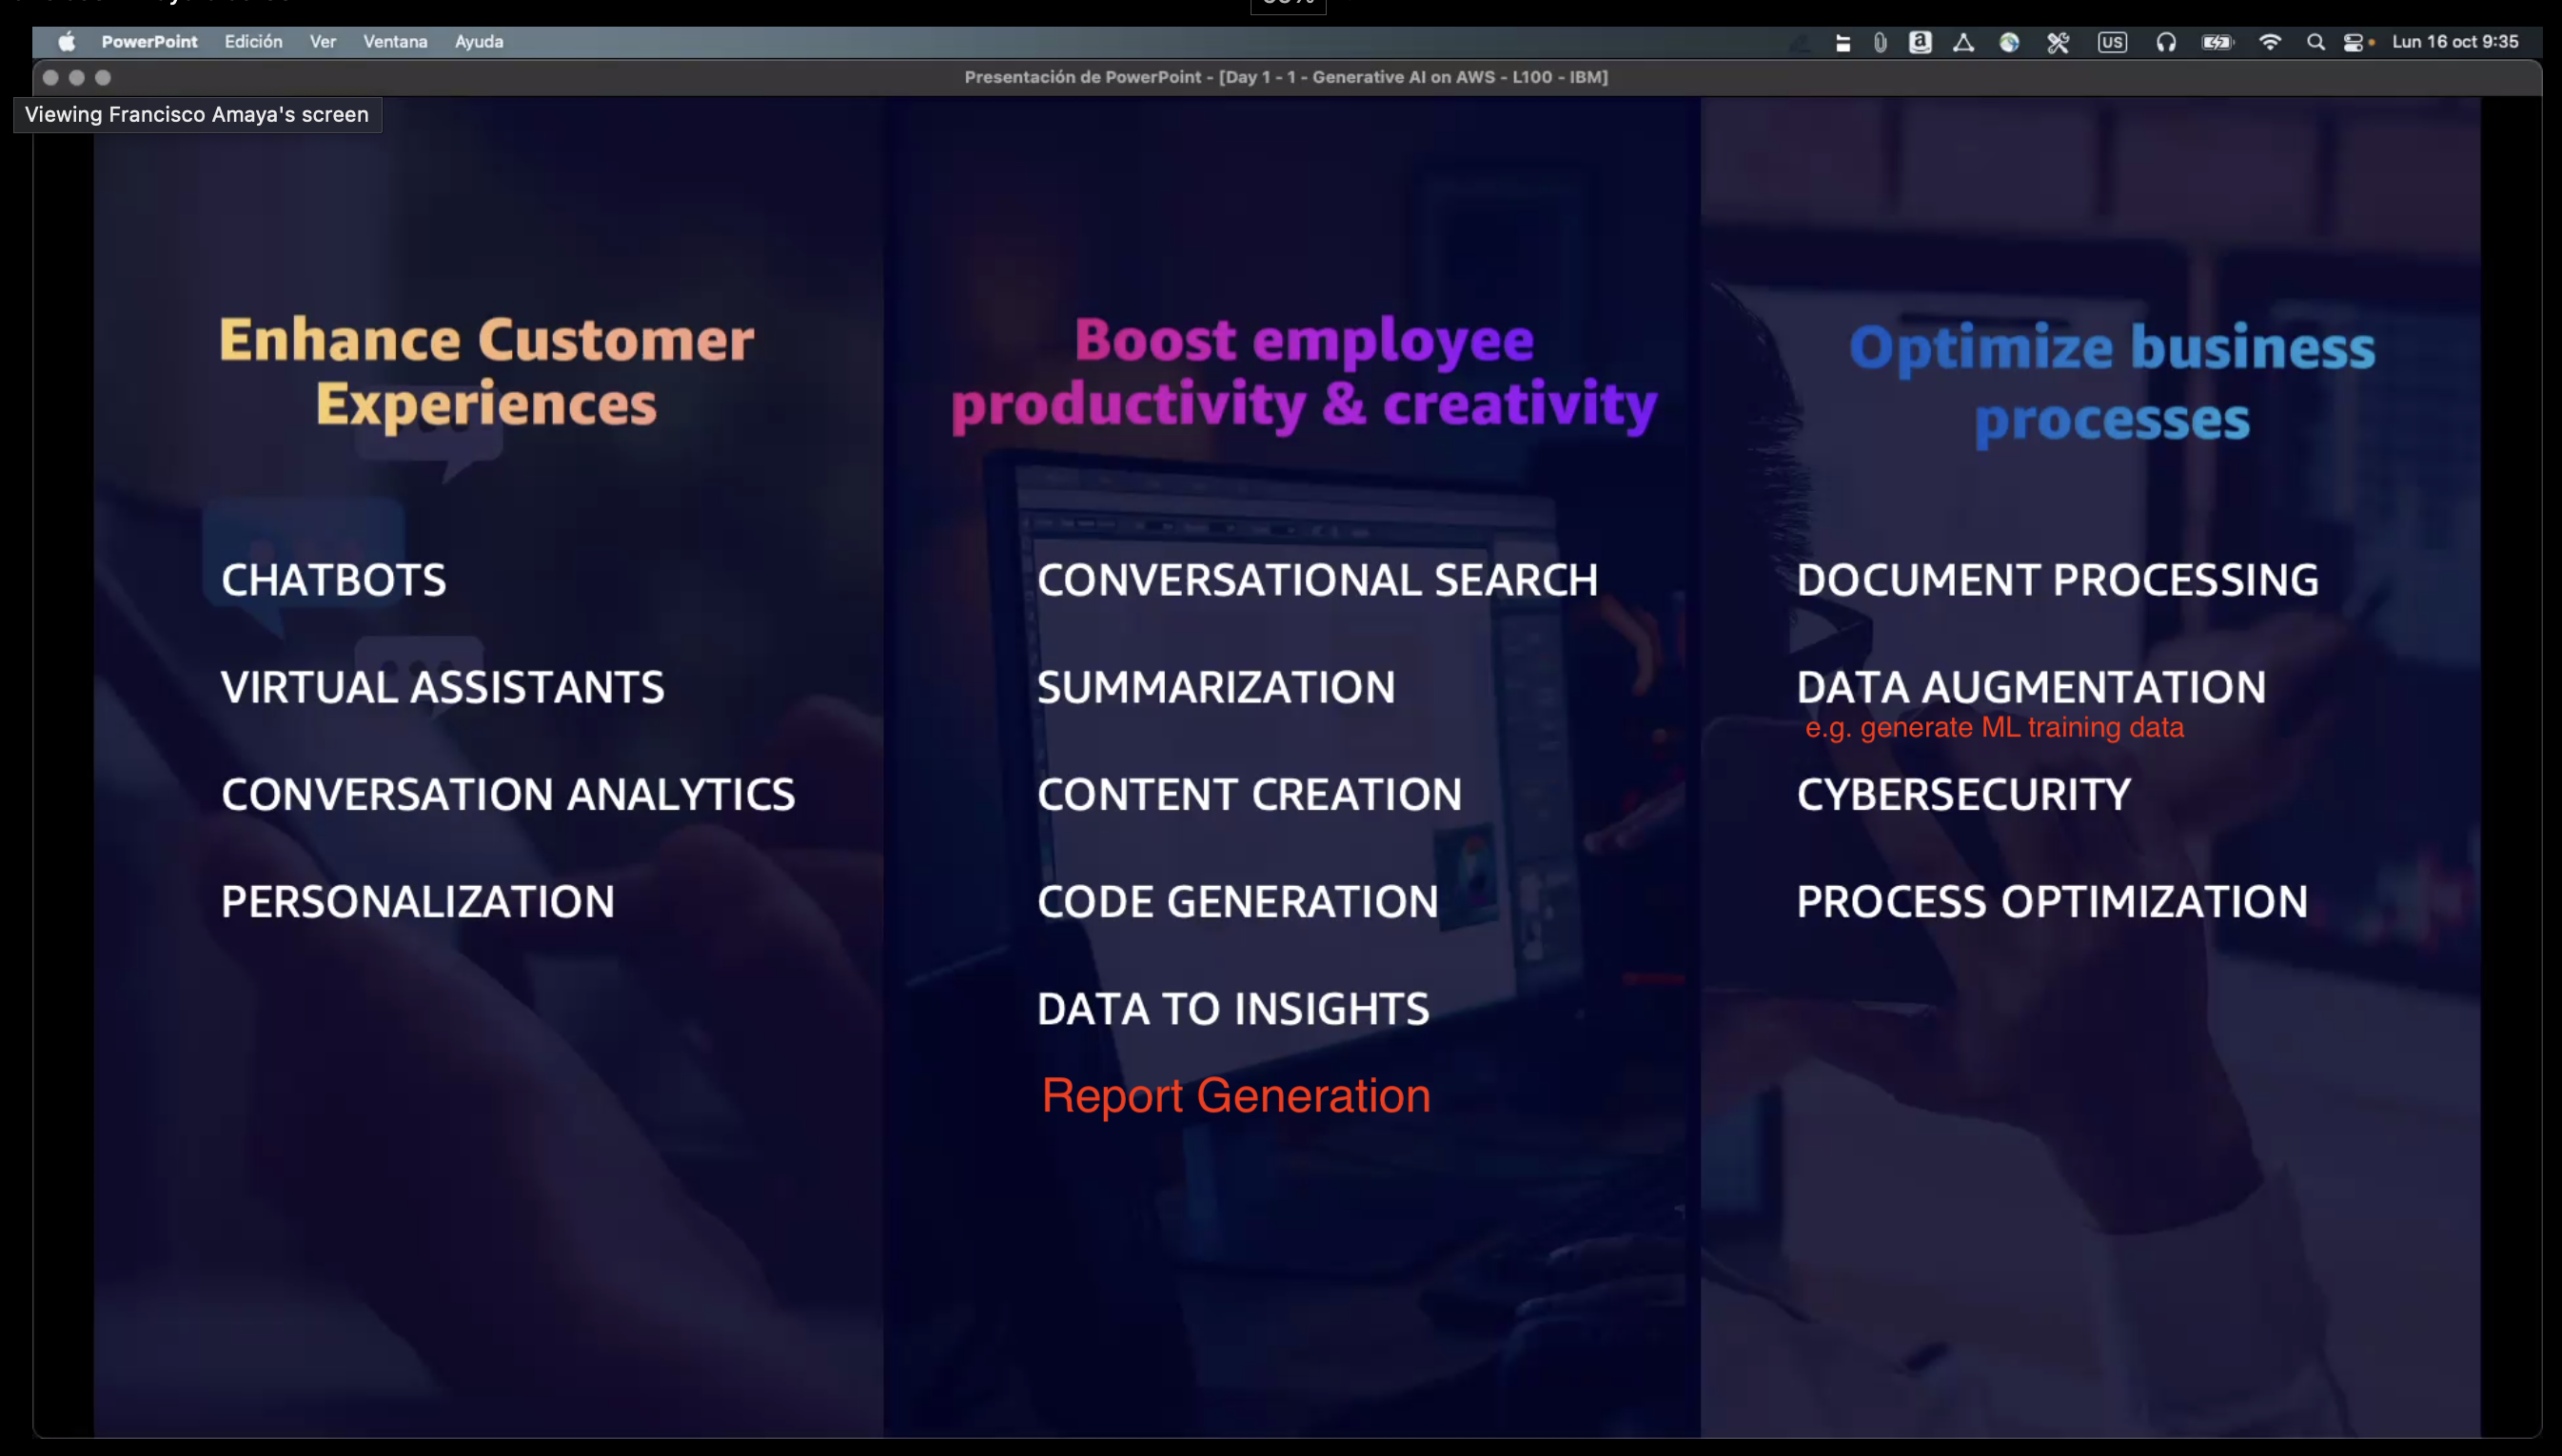 PowerPoint Edición Ver Ventana Ayuda
US
Lun 16 oct 9:35
Presentación de PowerPoint - [Day 1 - 1 - Generative AI on AWS - L100 - IBM]
Viewing Francisco Amaya's screen
Enhance Customer
Experiences
CHATBOTS
VIRTUAL ASSISTANTS
CONVERSATION ANALYTICS
PERSONALIZATION
Boost employee
productivity & creativity
CONVERSATIONAL SEARCH
SUMMARIZATION
CONTENT CREATION
CODE GENERATION
DATA TO INSIGHTS
Report Generation
Optimize business
processes
DOCUMENT PROCESSING
DATA AUGMENTATION
e.g. generate ML training data
CYBERSECURITY
PROCESS OPTIMIZATION